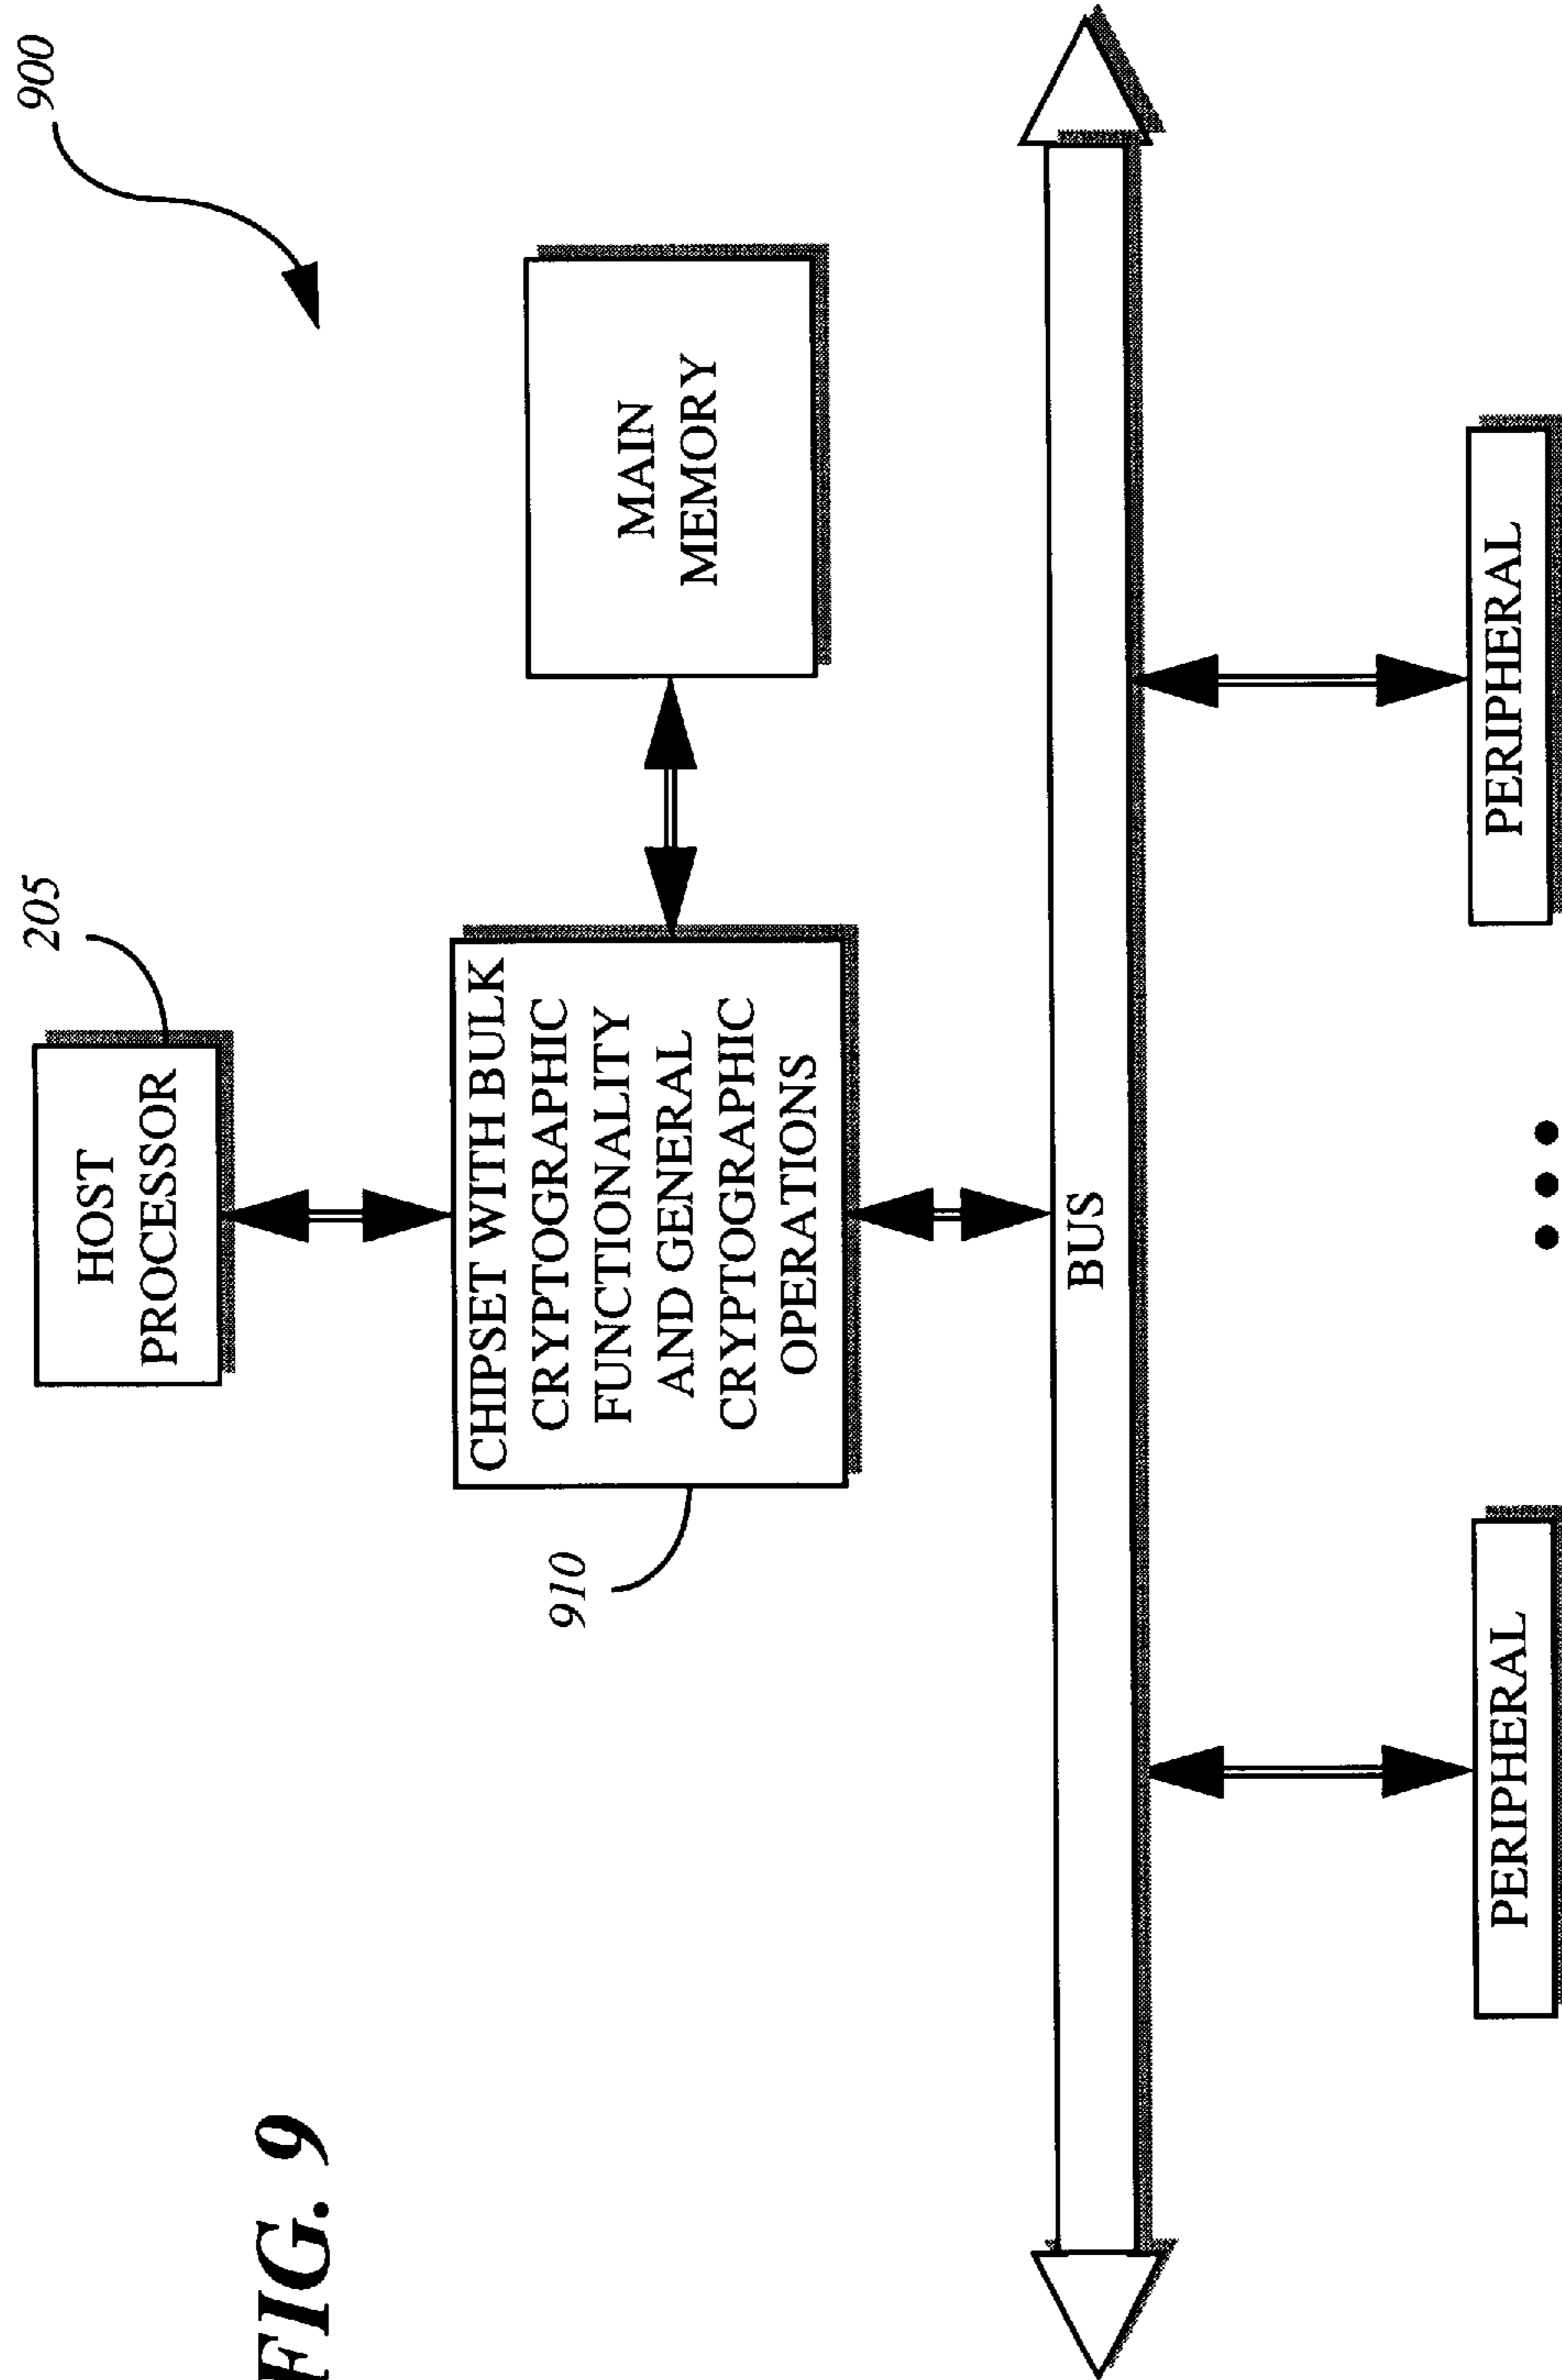 FIG. 9
900
HOST
PROCESSOR
205
CHIPSET WITH BULK
CRYPTOGRAPHIC
FUNCTIONALITY
AND GENERAL
CRYPTOGRAPHIC
OPERATIONS
910
MAIN
MEMORY
BUS
PERIPHERAL
PERIPHERAL